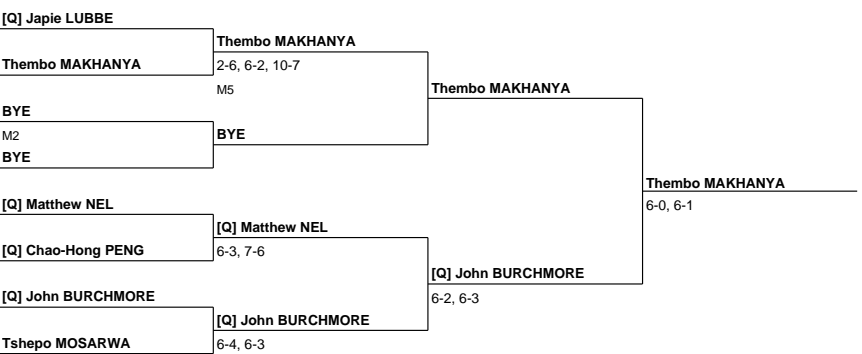 [Q] Japie LUBBE
Thembo MAKHANYA
Thembo MAKHANYA
2-6, 6-2, 10-7
M5
Thembo MAKHANYA
BYE
M2
BYE
BYE
Thembo MAKHANYA
6-0, 6-1
[Q] Matthew NEL
[Q] Matthew NEL
[Q] Chao-Hong PENG
6-3, 7-6
[Q] John BURCHMORE
6-2, 6-3
[Q] John BURCHMORE
[Q] John BURCHMORE
Tshepo MOSARWA
6-4, 6-3